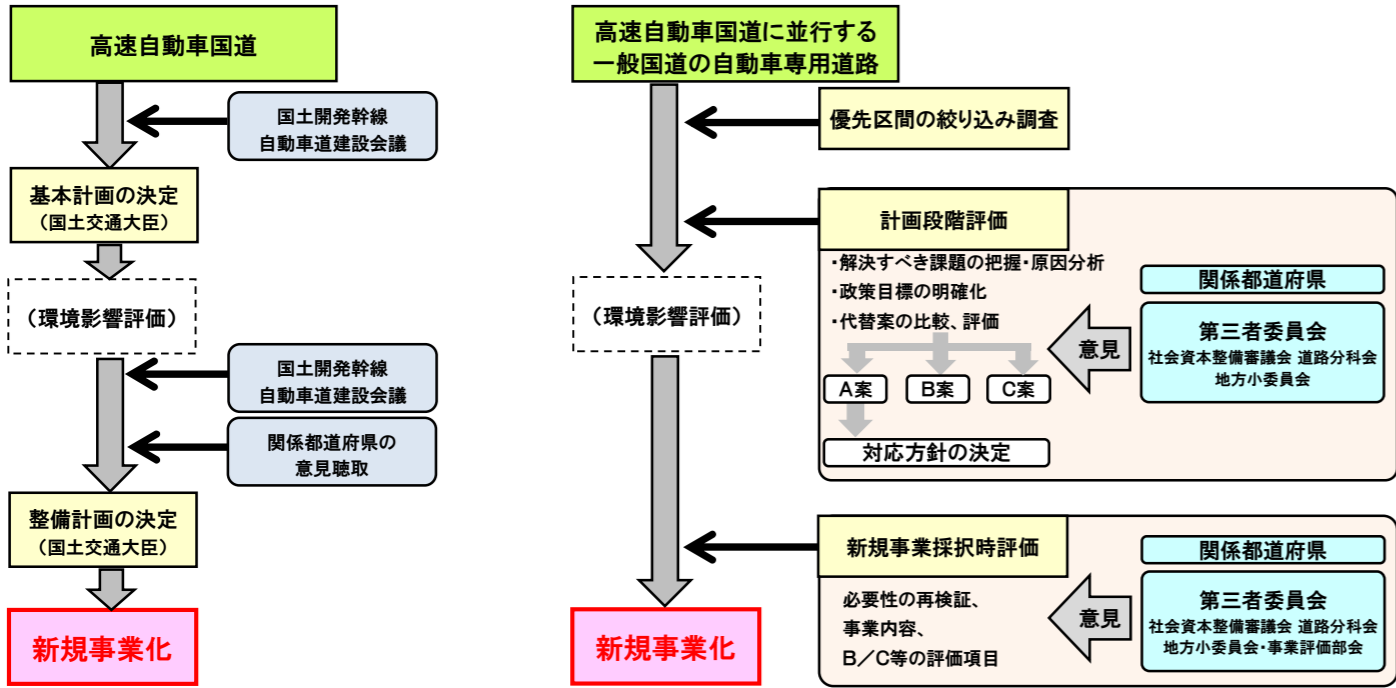 高速自動車国道
国土開発幹線
自動車道建設会議
基本計画の決定
（国土交通大臣）
（環境影響評価）
国土開発幹線
自動車道建設会議
関係都道府県の
意見聴取
整備計画の決定
（国土交通大臣）
新規事業化
高速自動車国道に並行する
一般国道の自動車専用道路
優先区間の絞り込み調査
計画段階評価
・解決すべき課題の把握・原因分析
・政策目標の明確化
・代替案の比較、評価
A案
B案
C案
対応方針の決定
意見
関係都道府県
第三者委員会
社会資本整備審議会 道路分科会
地方小委員会
（環境影響評価）
新規事業採択時評価
必要性の再検証、
事業内容、
B／C等の評価項目
意見
関係都道府県
第三者委員会
社会資本整備審議会 道路分科会
地方小委員会・事業評価部会
新規事業化